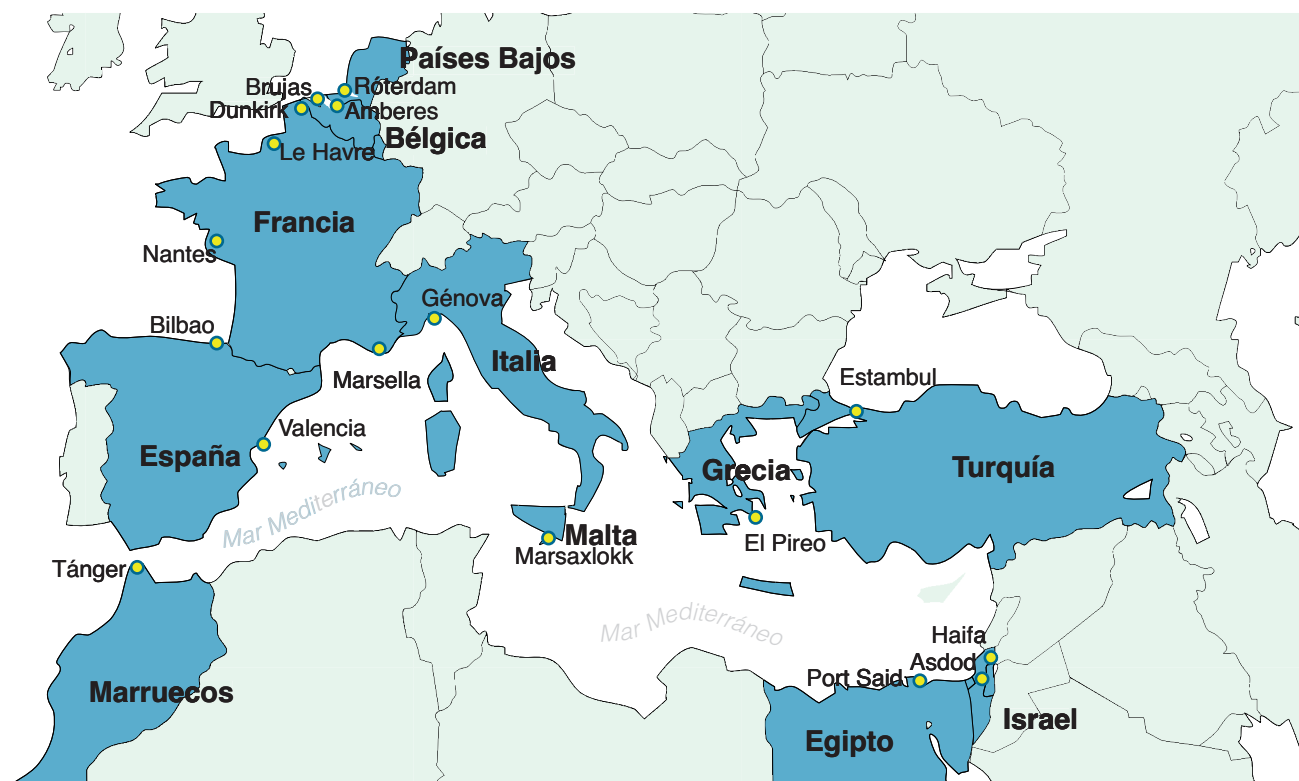 Países Bajos
Brujas
Róterdam
Dunkirk
Amberes
Bélgica
Le Havre
Francia
Nantes
Génova
Bilbao
Italia
Marsella
Estambul
Valencia
España
Grecia
Turquía
Mar Mediterráneo
Malta
El Pireo
Marsaxlokk
Tánger
Mar Mediterráneo
Haifa
Asdod
Port Said
Marruecos
Israel
Egipto